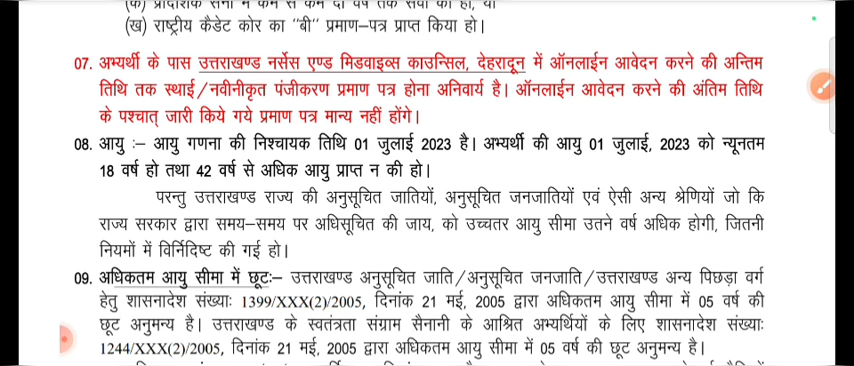 (ख) राष्ट्रीय कैडेट कोर का "बी" प्रमाण–पत्र प्राप्त किया हो।
07. अभ्यर्थी के पास उत्तराखण्ड नर्सेस एण्ड मिडवाइव्स काउन्सिल, देहरादून में ऑनलाईन आवेदन करने की अन्तिम
तिथि तक स्थाई/नवीनीकृत पंजीकरण प्रमाण पत्र होना अनिवार्य है। ऑनलाईन आवेदन करने की अंतिम तिथि
के पश्चात् जारी किये गये प्रमाण पत्र मान्य नहीं होंगे।
08. आयु :– आयु गणना की निश्चायक तिथि 01 जुलाई 2023 है। अभ्यर्थी की आयु 01 जुलाई, 2023 को न्यूनतम
18 वर्ष हो तथा 42 वर्ष से अधिक आयु प्राप्त न की हो।
परन्तु उत्तराखण्ड राज्य की अनुसूचित जातियों, अनुसूचित जनजातियों एवं ऐसी अन्य श्रेणियों जो कि
राज्य सरकार द्वारा समय–समय पर अधिसूचित की जाय, को उच्चतर आयु सीमा उतने वर्ष अधिक होगी, जितनी
नियमों में विर्निदिष्ट की गई हो।
09. अधिकतम आयु सीमा में छूटः– उत्तराखण्ड अनुसूचित जाति/अनुसूचित जनजाति/उत्तराखण्ड अन्य पिछड़ा वर्ग
हेतु शासनादेश संख्याः 1399/XXX(2)/2005, दिनांक 21 मई, 2005 द्वारा अधिकतम आयु सीमा में 05 वर्ष की
छूट अनुमन्य है। उत्तराखण्ड के स्वतंत्रता संग्राम सैनानी के आश्रित अभ्यर्थियों के लिए शासनादेश संख्याः
1244/XXX(2)/2005, दिनांक 21 मई, 2005 द्वारा अधिकतम आयु सीमा में 05 वर्ष की छूट अनुमन्य है।